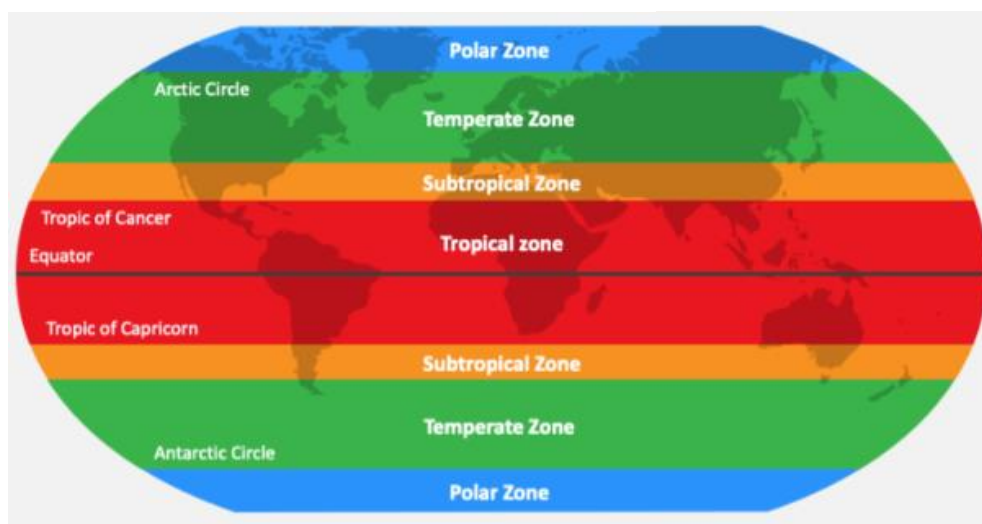 Polar Zone
Arctic Circle
Temperate Zone
Subtropical Zone
Tropic of Cancer
Tropical zone
Equator
Tropic of Capricorn
Subtropical Zone
Temperate Zone
Antarctic Circle
Polar Zone